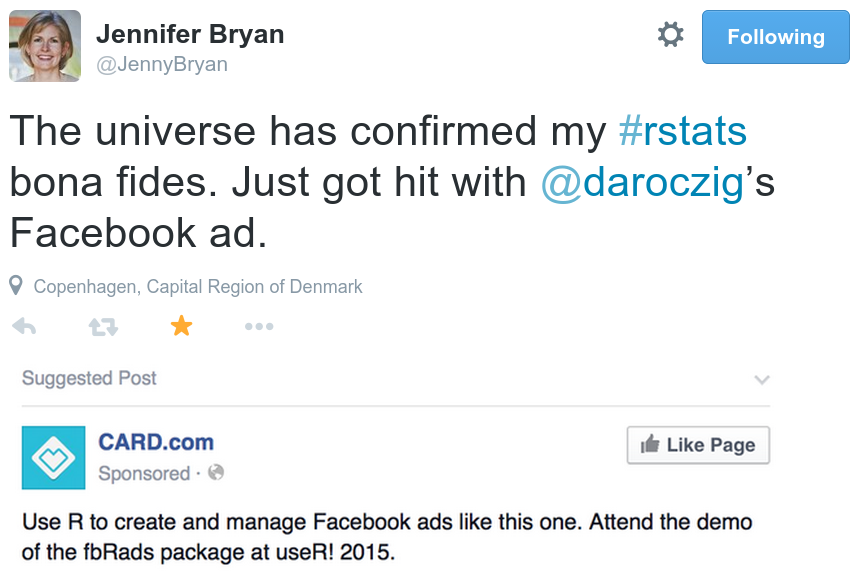 Jennifer Bryan
@JennyBryan
Following
The universe has confirmed my #rstats
bona fides. Just got hit with @daroczig’s
Facebook ad.
Copenhagen, Capital Region of Denmark
Suggested Post
CARD.com
Sponsored ·
Like Page
Use R to create and manage Facebook ads like this one. Attend the demo
of the fbRads package at useR! 2015.